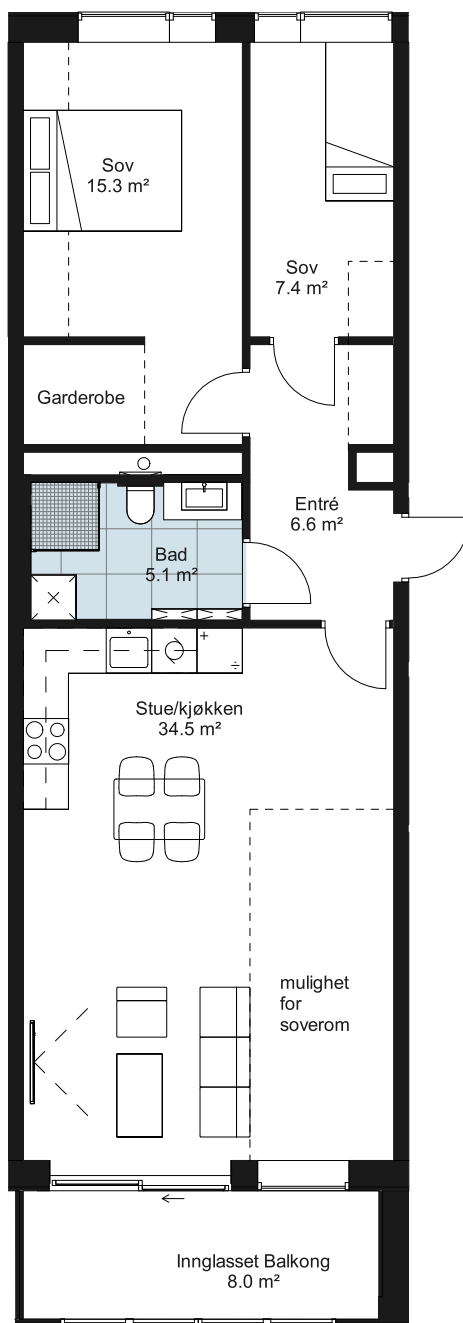 Sov
15.3 m²
Sov
7.4 m²
Garderobe
Entré
6.6 m²
Bad
5.1 m²
+
÷
Stue/kjøkken
34.5 m²
mulighet
for
soverom
Innglasset Balkong
8.0 m²